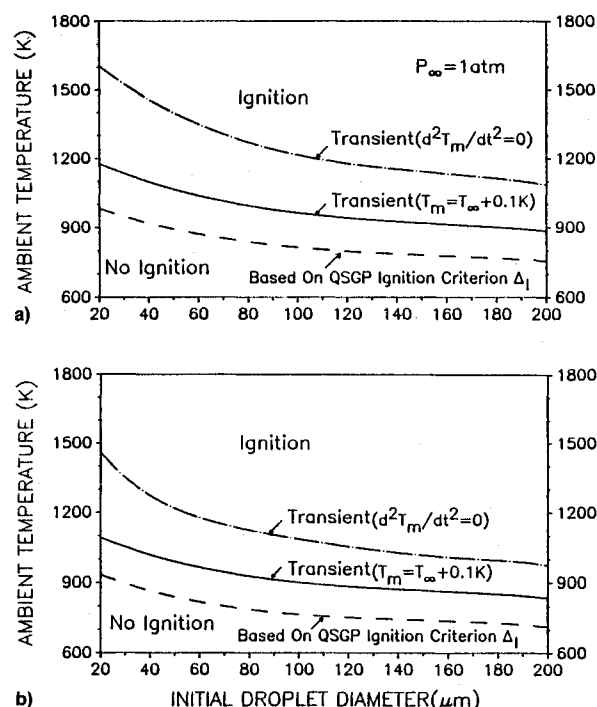 AMBIENT TEMPERATURE (K)
1800
1500
1200
900
600
P∞=1atm
Ignition
Transient(d²Tₘ/dt²=0)
Transient(Tₘ=T∞+0.1K)
No Ignition
Based On QSGP Ignition Criterion Δ_I
1800
1500
1200
900
600
20 40 60 80 100 120 140 160 180 200
a)
AMBIENT TEMPERATURE (K)
1800
1500
1200
900
600
Ignition
Transient(d²Tₘ/dt²=0)
Transient(Tₘ=T∞+0.1K)
No Ignition
Based On QSGP Ignition Criterion Δ_I
1800
1500
1200
900
600
20 40 60 80 100 120 140 160 180 200
b) INITIAL DROPLET DIAMETER(μm)